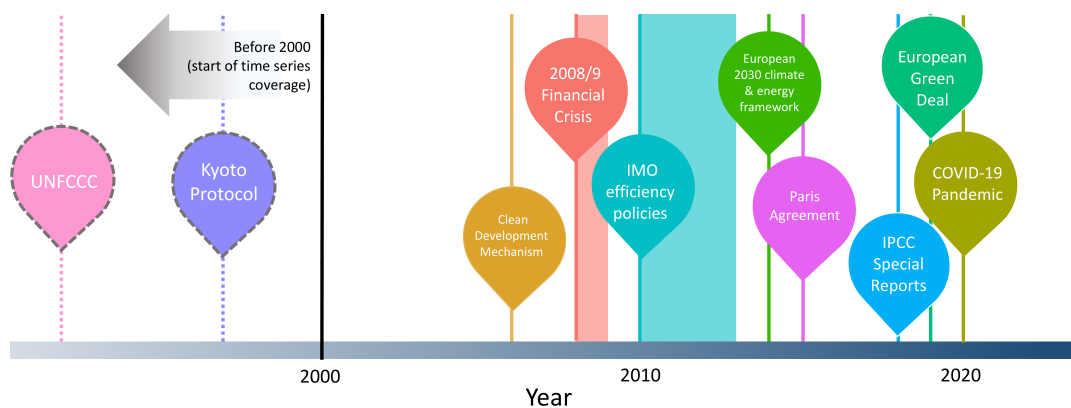 Before 2000
(start of time series
coverage)
UNFCCC
Kyoto
Protocol
Clean
Development
Mechanism
2008/9
Financial
Crisis
IMO
efficiency
policies
European
2030 climate
& energy
framework
Paris
Agreement
IPCC
Special
Reports
European
Green
Deal
COVID-19
Pandemic
2000
2010
2020
Year